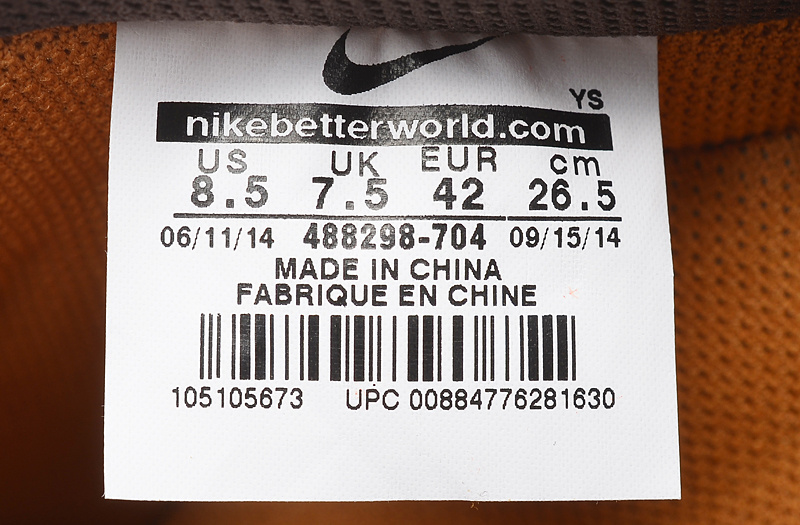 YS
nikebetterworld.com
US UK EUR cm
8.5 7.5 42 26.5
06/11/14 488298-704 09/15/14
MADE IN CHINA
FABRIQUE EN CHINE
105105673 UPC 00884776281630